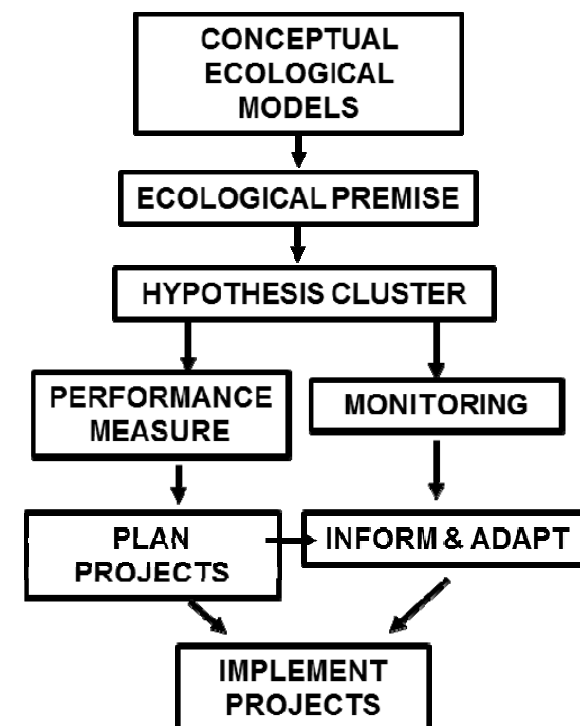 CONCEPTUAL
ECOLOGICAL
MODELS
ECOLOGICAL PREMISE
HYPOTHESIS CLUSTER
PERFORMANCE
MEASURE
MONITORING
PLAN
PROJECTS
INFORM & ADAPT
IMPLEMENT
PROJECTS